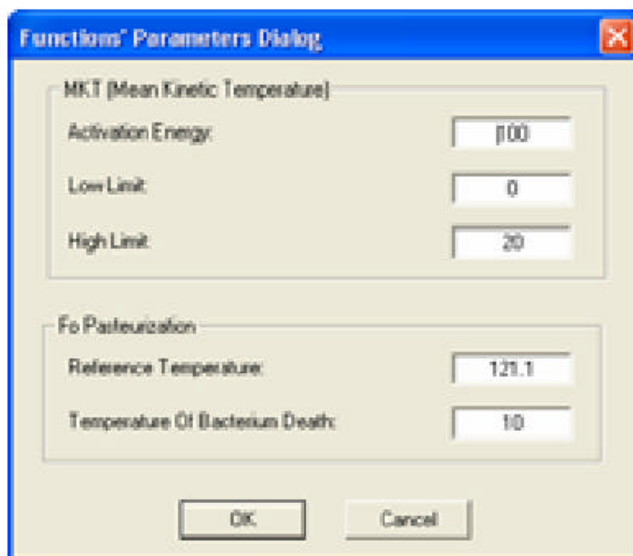 Functions' Parameters Dialog
MKT (Mean Kinetic Temperature)
Activation Energy: 100
Low Limit: 0
High Limit: 20
Fo Pasteurization
Reference Temperature: 121.1
Temperature Of Bacterium Death: 10
OK Cancel